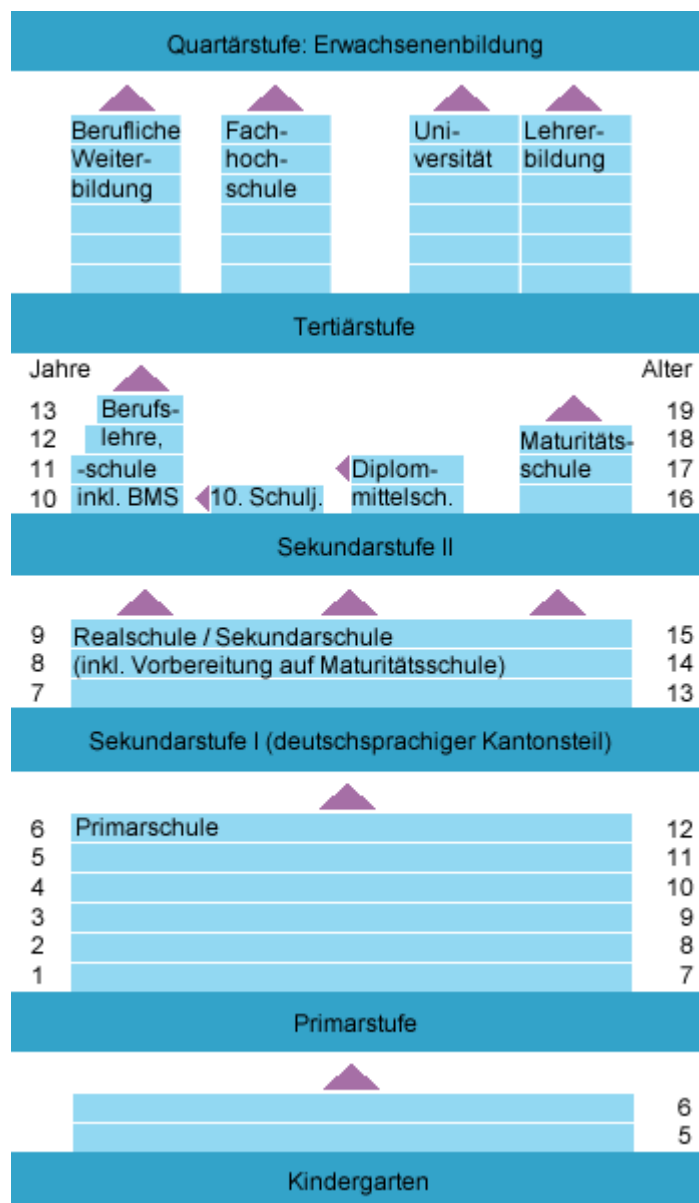 Quartärstufe: Erwachsenenbildung
Berufliche Fach- Uni- Lehrer-
Weiter- hoch- versität bildung
bildung schule
Tertiärstufe
Jahre Alter
13 Berufs- 19
12 lehre, Maturitäts- 18
11 -schule Diplom- schule 17
10 inkl. BMS 10. Schulj. mittelsch. 16
Sekundarstufe II
9 Realschule / Sekundarschule 15
8 (inkl. Vorbereitung auf Maturitätsschule) 14
7 13
Sekundarstufe I (deutschsprachiger Kantonsteil)
6 Primarschule 12
5 11
4 10
3 9
2 8
1 7
Primarstufe
6
5
Kindergarten